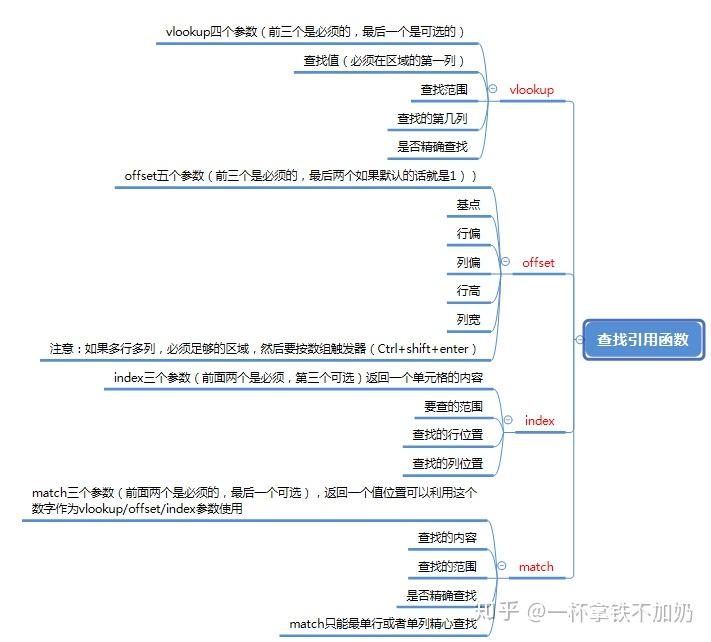 vlookup四个参数（前三个是必须的，最后一个是可选的）
查找值（必须在区域的第一列）
查找范围
查找的第几列
是否精确查找
vlookup
offset五个参数（前三个是必须的，最后两个如果默认的话就是1））
基点
行偏
列偏
行高
列宽
注意：如果多行多列，必须足够的区域，然后要按数组触发器（Ctrl+shift+enter）
offset
查找引用函数
index三个参数（前面两个是必须，第三个可选）返回一个单元格的内容
要查的范围
查找的行位置
查找的列位置
index
match三个参数（前面两个是必须的，最后一个可选），返回一个值位置可以利用这个
数字作为vlookup/offset/index参数使用
查找的内容
查找的范围
是否精确查找
match只能最单行或者单列精心查找
match
知乎 @一杯拿铁不加奶